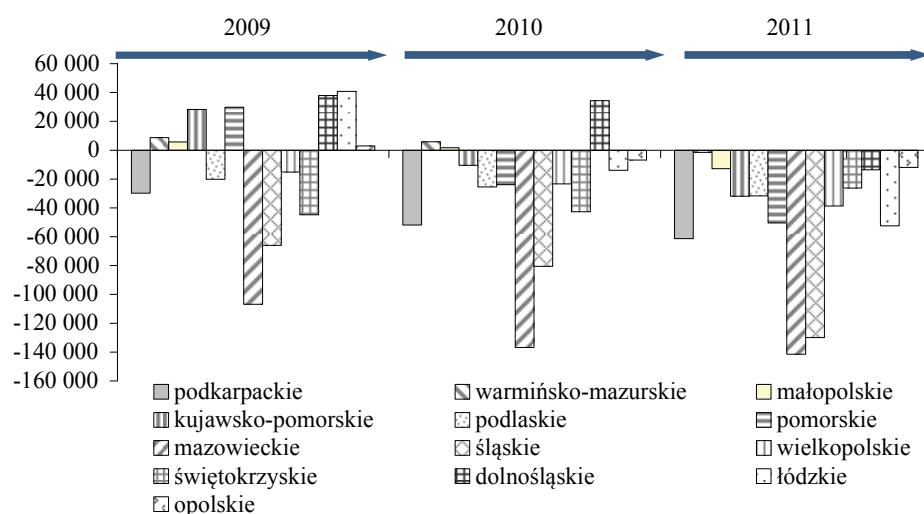 2009 2010 2011
60 000
40 000
20 000
0
-20 000
-40 000
-60 000
-80 000
-100 000
-120 000
-140 000
-160 000
podkarpackie warmińsko-mazurskie małopolskie
kujawsko-pomorskie podlaskie pomorskie
mazowieckie śląskie wielkopolskie
świętokrzyskie dolnośląskie łódzkie
opolskie